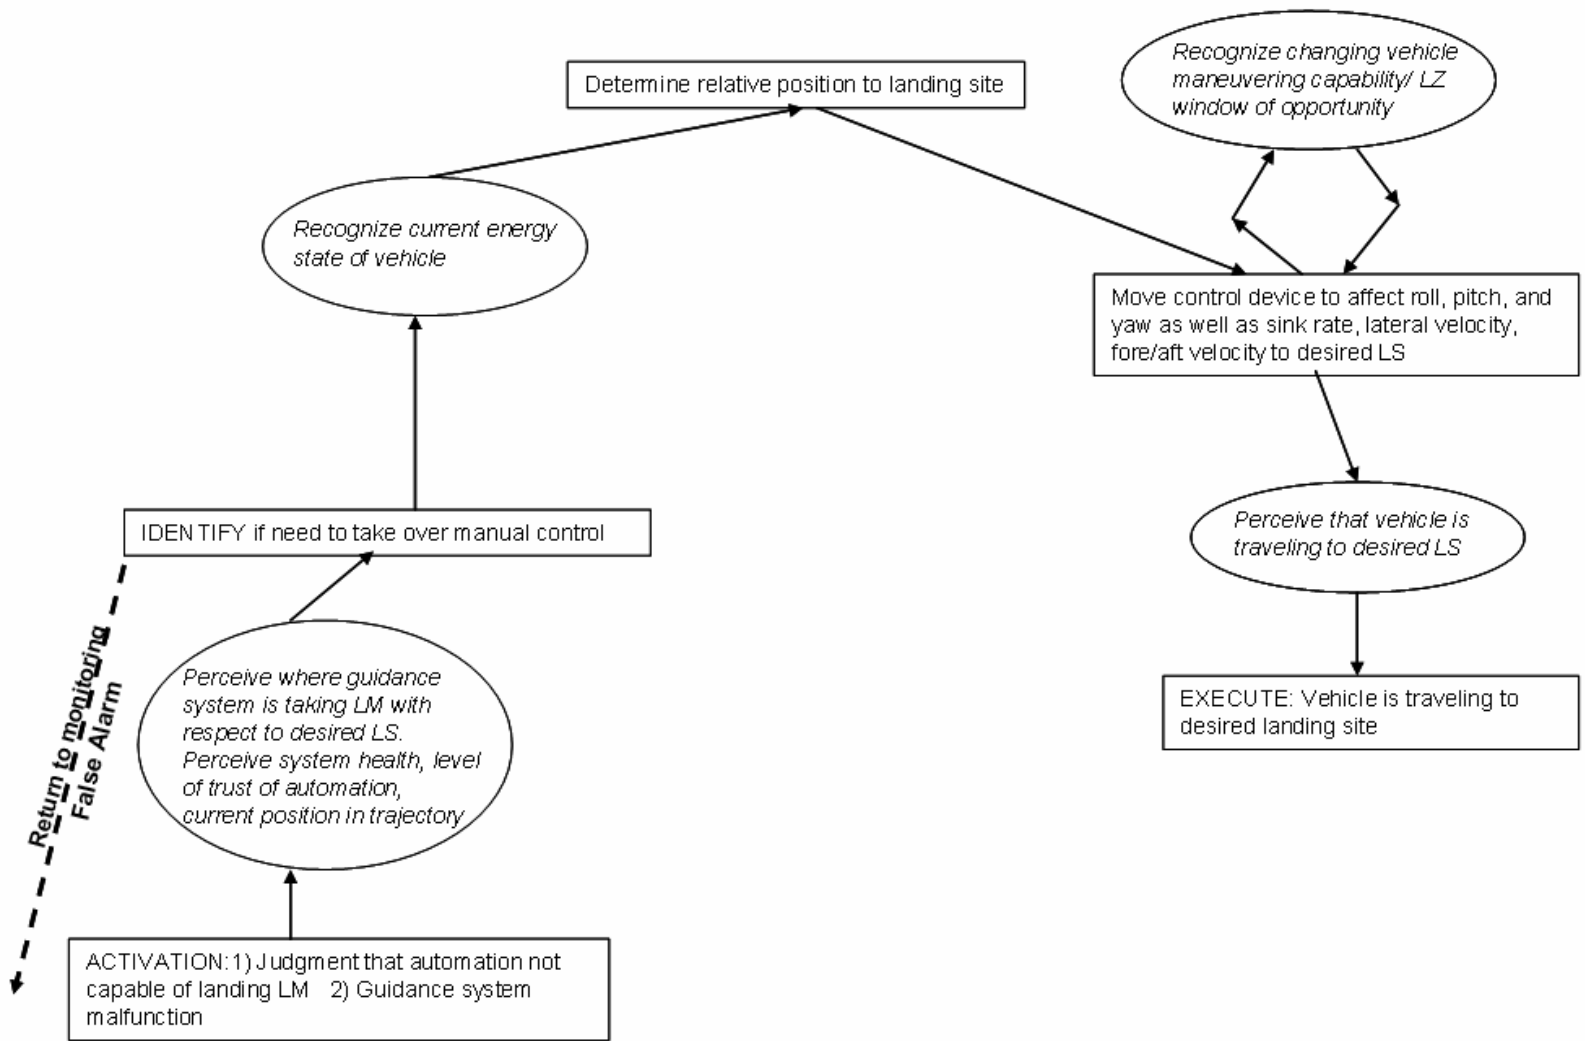 Recognize changing vehicle
maneuvering capability/ LZ
window of opportunity
Determine relative position to landing site
Recognize current energy
state of vehicle
Move control device to affect roll, pitch, and
yaw as well as sink rate, lateral velocity,
fore/aft velocity to desired LS
IDENTIFY if need to take over manual control
Perceive that vehicle is
traveling to desired LS
Return to monitoring
False Alarm
Perceive where guidance
system is taking LM with
respect to desired LS.
Perceive system health, level
of trust of automation,
current position in trajectory
EXECUTE: Vehicle is traveling to
desired landing site
ACTIVATION: 1) Judgment that automation not
capable of landing LM 2) Guidance system
malfunction